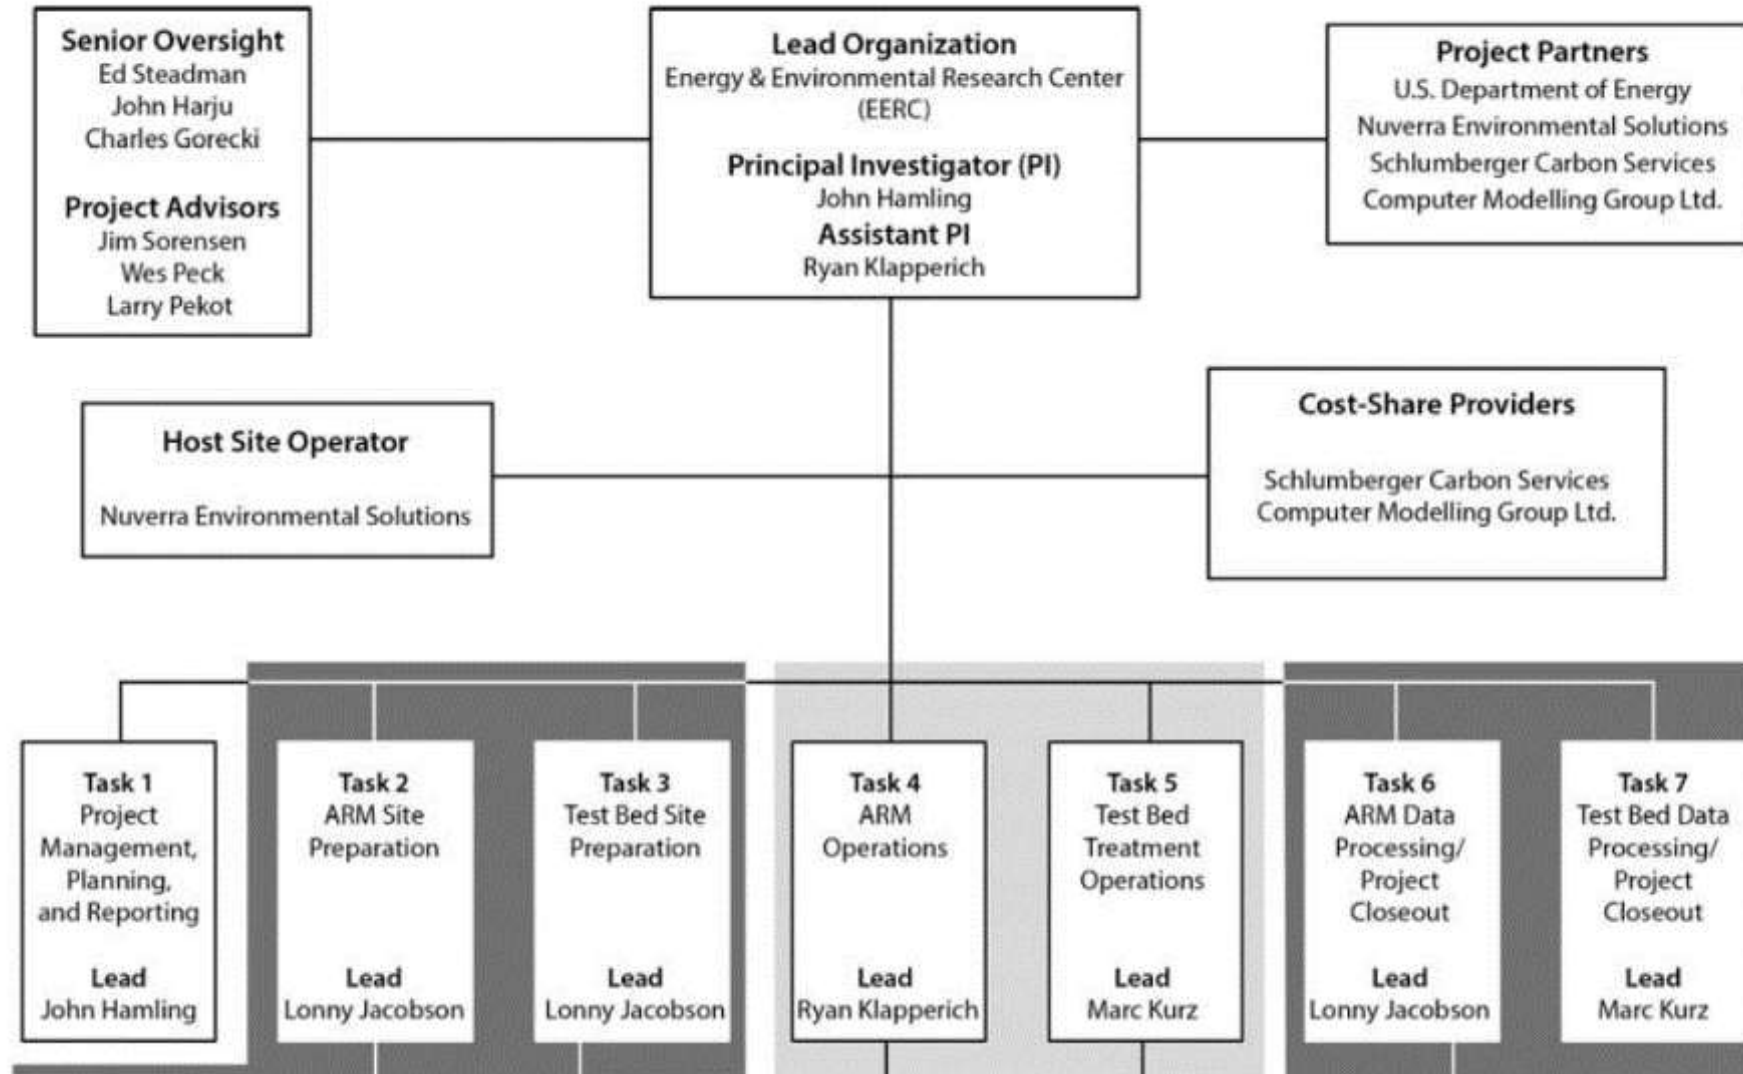 Senior Oversight
Ed Steadman
John Harju
Charles Gorecki
Project Advisors
Jim Sorensen
Wes Peck
Larry Pekot
Lead Organization
Energy & Environmental Research Center
(EERC)
Principal Investigator (PI)
John Hamling
Assistant PI
Ryan Klapperich
Project Partners
U.S. Department of Energy
Nuverra Environmental Solutions
Schlumberger Carbon Services
Computer Modelling Group Ltd.
Host Site Operator
Nuverra Environmental Solutions
Cost-Share Providers
Schlumberger Carbon Services
Computer Modelling Group Ltd.
Task 1
Project
Management,
Planning,
and Reporting
Lead
John Hamling
Task 2
ARM Site
Preparation
Lead
Lonny Jacobson
Task 3
Test Bed Site
Preparation
Lead
Lonny Jacobson
Task 4
ARM
Operations
Lead
Ryan Klapperich
Task 5
Test Bed
Treatment
Operations
Lead
Marc Kurz
Task 6
ARM Data
Processing/
Project
Closeout
Lead
Lonny Jacobson
Task 7
Test Bed Data
Processing/
Project
Closeout
Lead
Marc Kurz